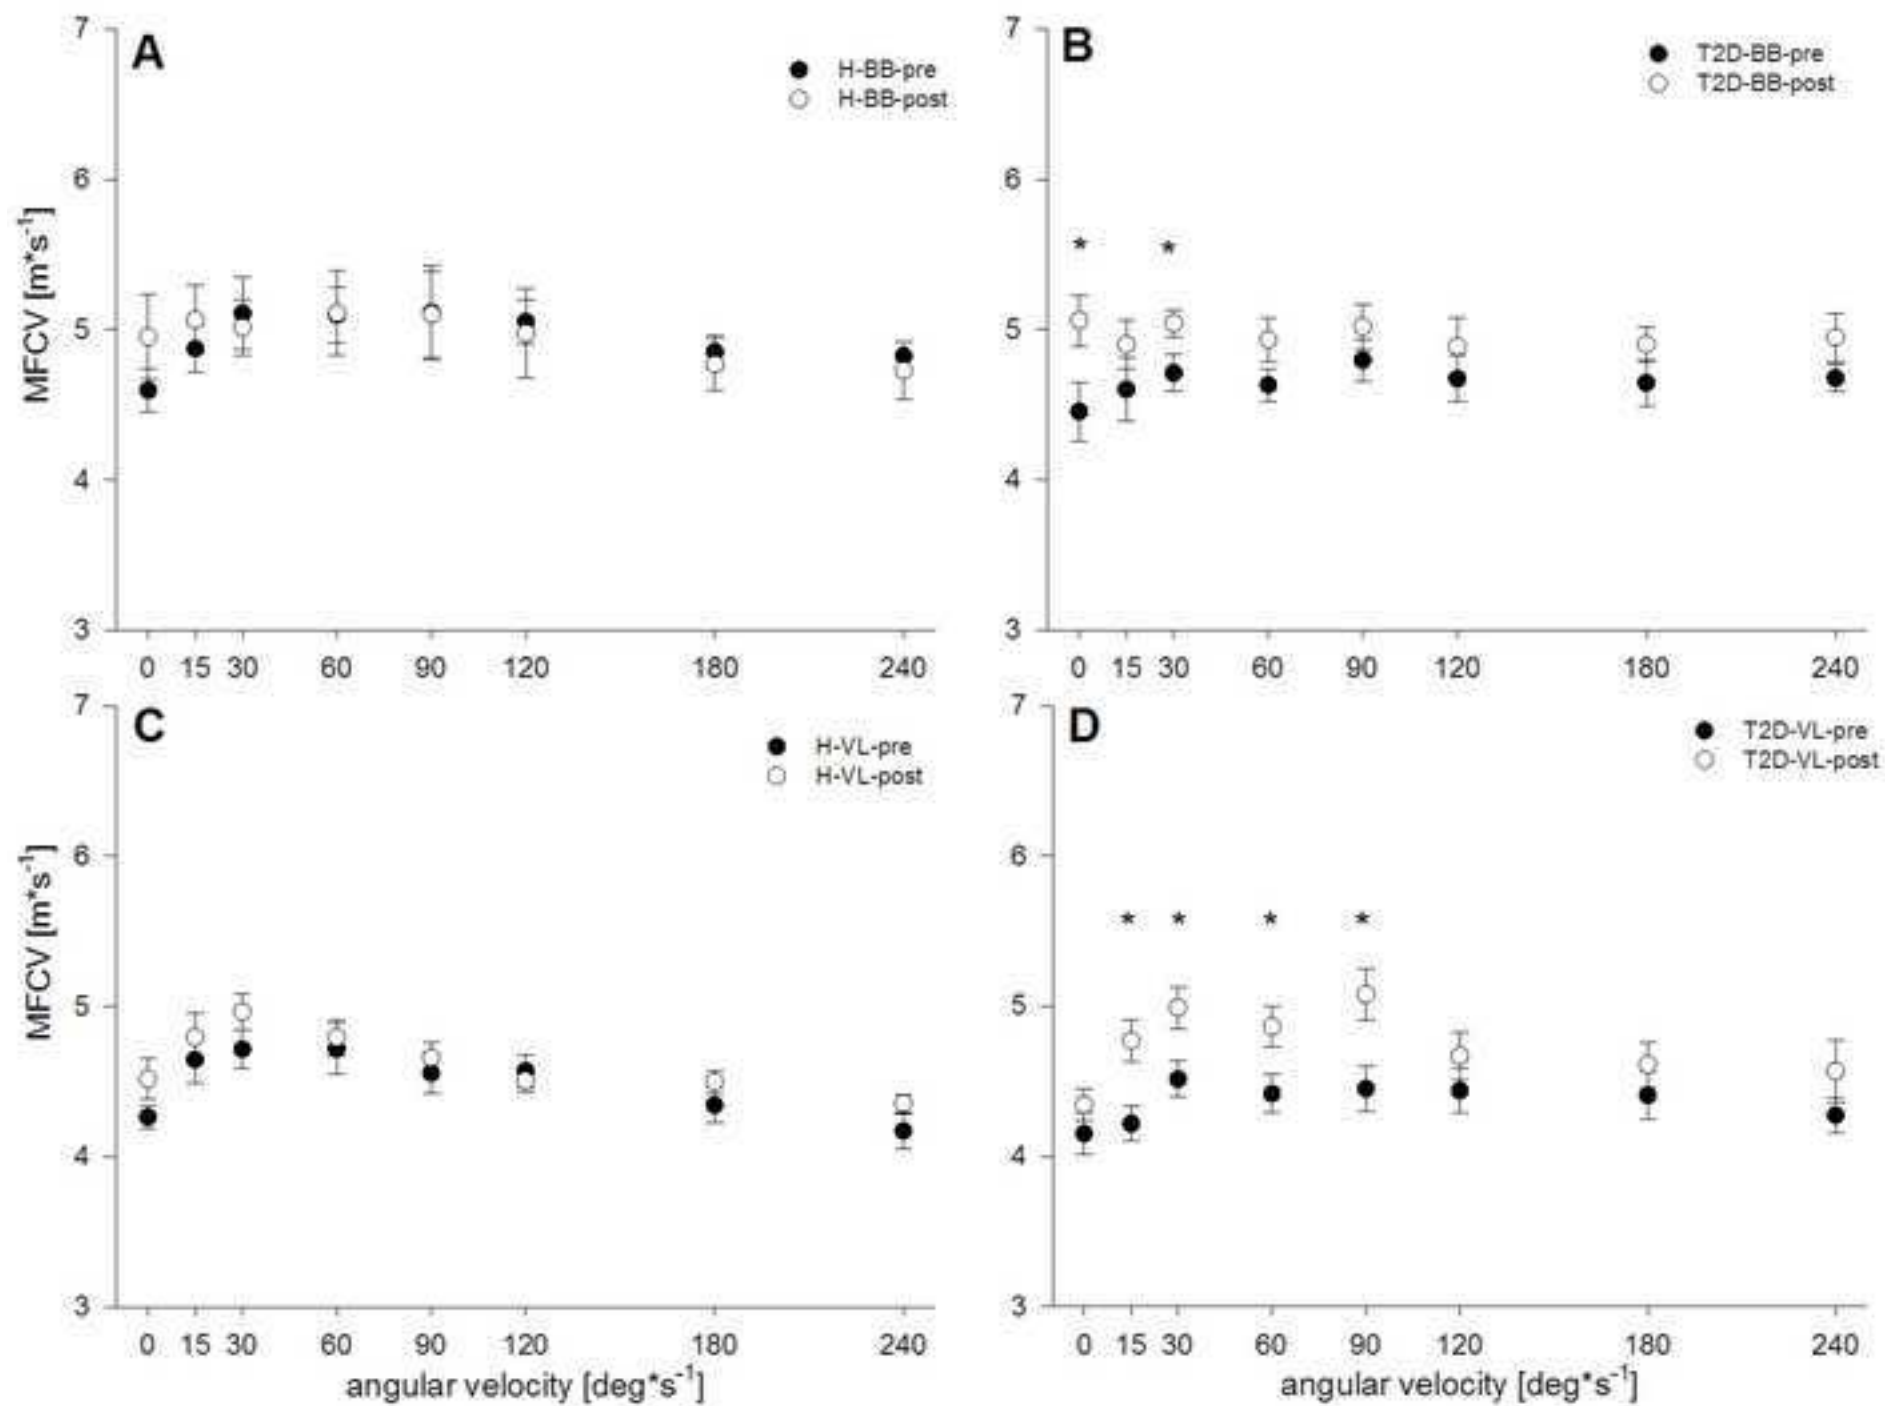 A
H-BB-pre
H-BB-post
MFCV [m*s-1]
7
6
5
4
3
0 15 30 60 90 120 180 240
B
T2D-BB-pre
T2D-BB-post
7
6
5
4
3
* *
0 15 30 60 90 120 180 240
C
H-VL-pre
H-VL-post
MFCV [m*s-1]
7
6
5
4
3
0 15 30 60 90 120 180 240
angular velocity [deg*s-1]
D
T2D-VL-pre
T2D-VL-post
7
6
5
4
3
* * * *
0 15 30 60 90 120 180 240
angular velocity [deg*s-1]